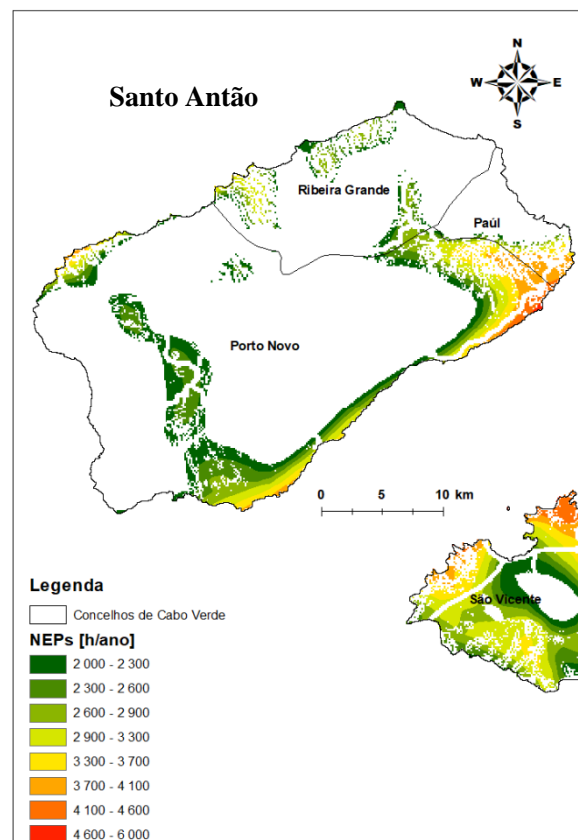 Santo Antão
N
W E
S
Ribeira Grande
Paúl
Porto Novo
0 5 10 km
São Vicente
Legenda
Concelhos de Cabo Verde
NEPs [h/ano]
2 000 - 2 300
2 300 - 2 600
2 600 - 2 900
2 900 - 3 300
3 300 - 3 700
3 700 - 4 100
4 100 - 4 600
4 600 - 6 000